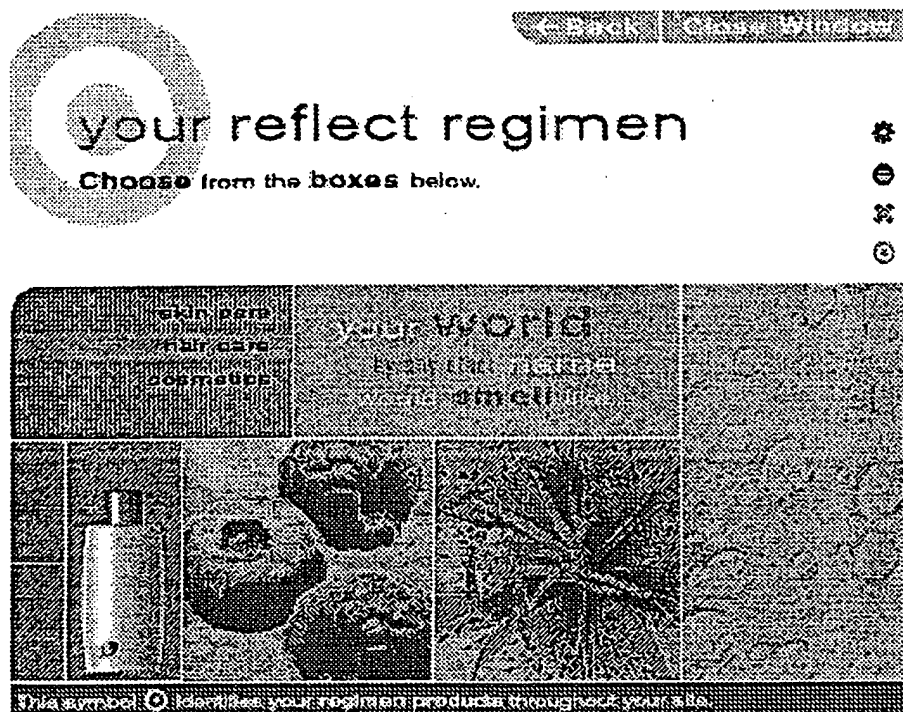 ←Back | Close Window
your reflect regimen
Choose from the boxes below.
skin care
hair care
cosmetics
your world
smell
This symbol identifies your regimen products throughout your site.